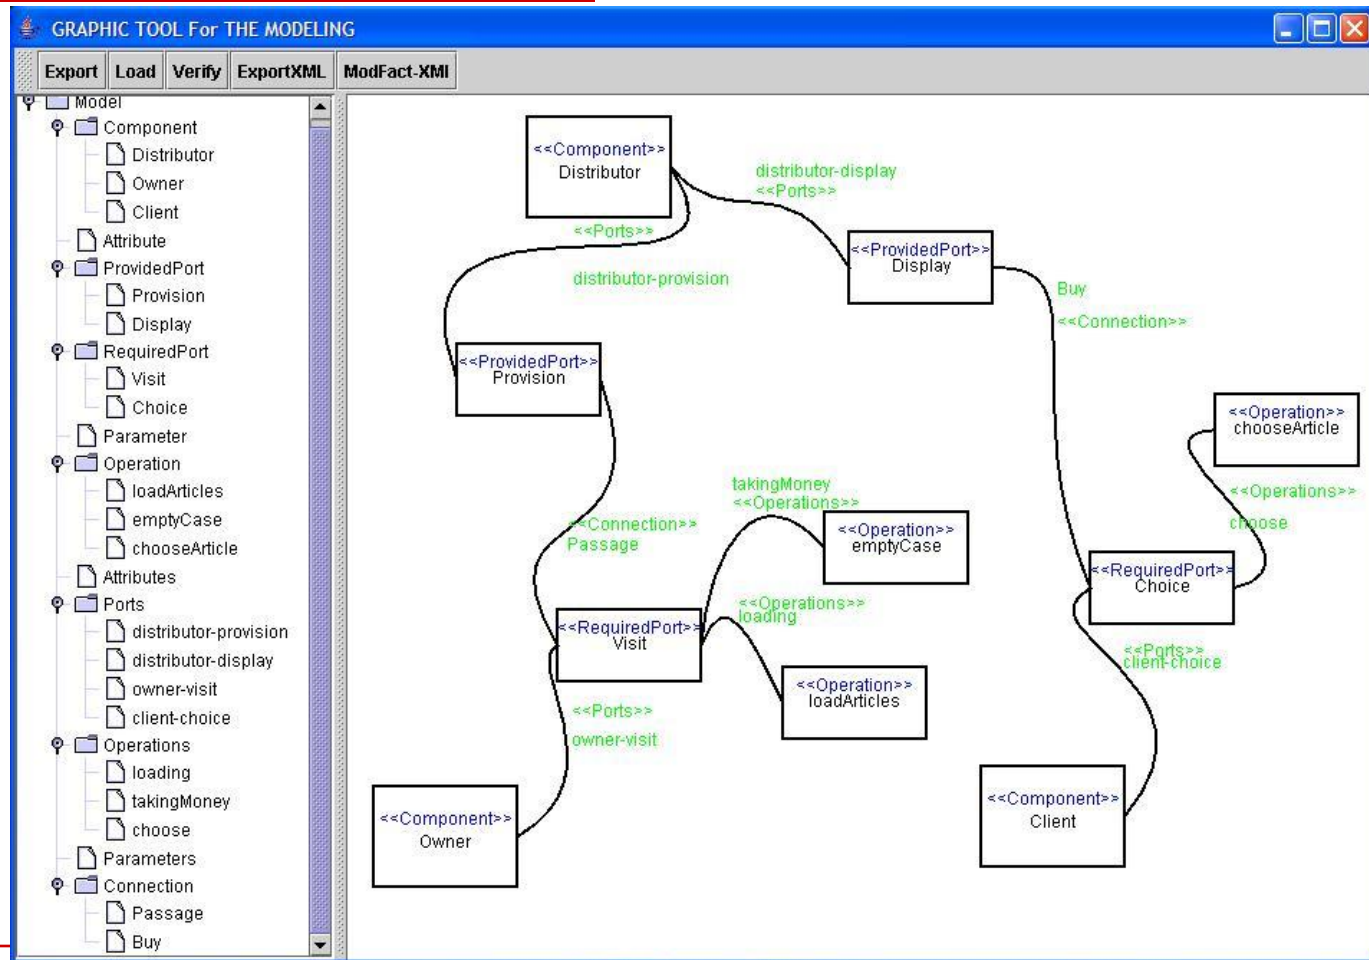 GRAPHIC TOOL For THE MODELING
Export Load Verify ExportXML ModFact-XMI
Model
Component
Distributor
Owner
Client
Attribute
ProvidedPort
Provision
Display
RequiredPort
Visit
Choice
Parameter
Operation
loadArticles
emptyCase
chooseArticle
Attributes
Ports
distributor-provision
distributor-display
owner-visit
client-choice
Operations
loading
takingMoney
choose
Parameters
Connection
Passage
Buy
<<Component>>
Distributor
distributor-display
<<Ports>>
<<Ports>>
distributor-provision
<<ProvidedPort>>
Display
Buy
<<Connection>>
<<ProvidedPort>>
Provision
<<Operation>>
chooseArticle
<<Operations>>
choose
takingMoney
<<Operations>>
<<Connection>>
Passage
<<Operation>>
emptyCase
<<RequiredPort>>
Choice
<<Operations>>
loading
<<RequiredPort>>
Visit
<<Ports>>
client-choice
<<Operation>>
loadArticles
<<Ports>>
owner-visit
<<Component>>
Owner
<<Component>>
Client